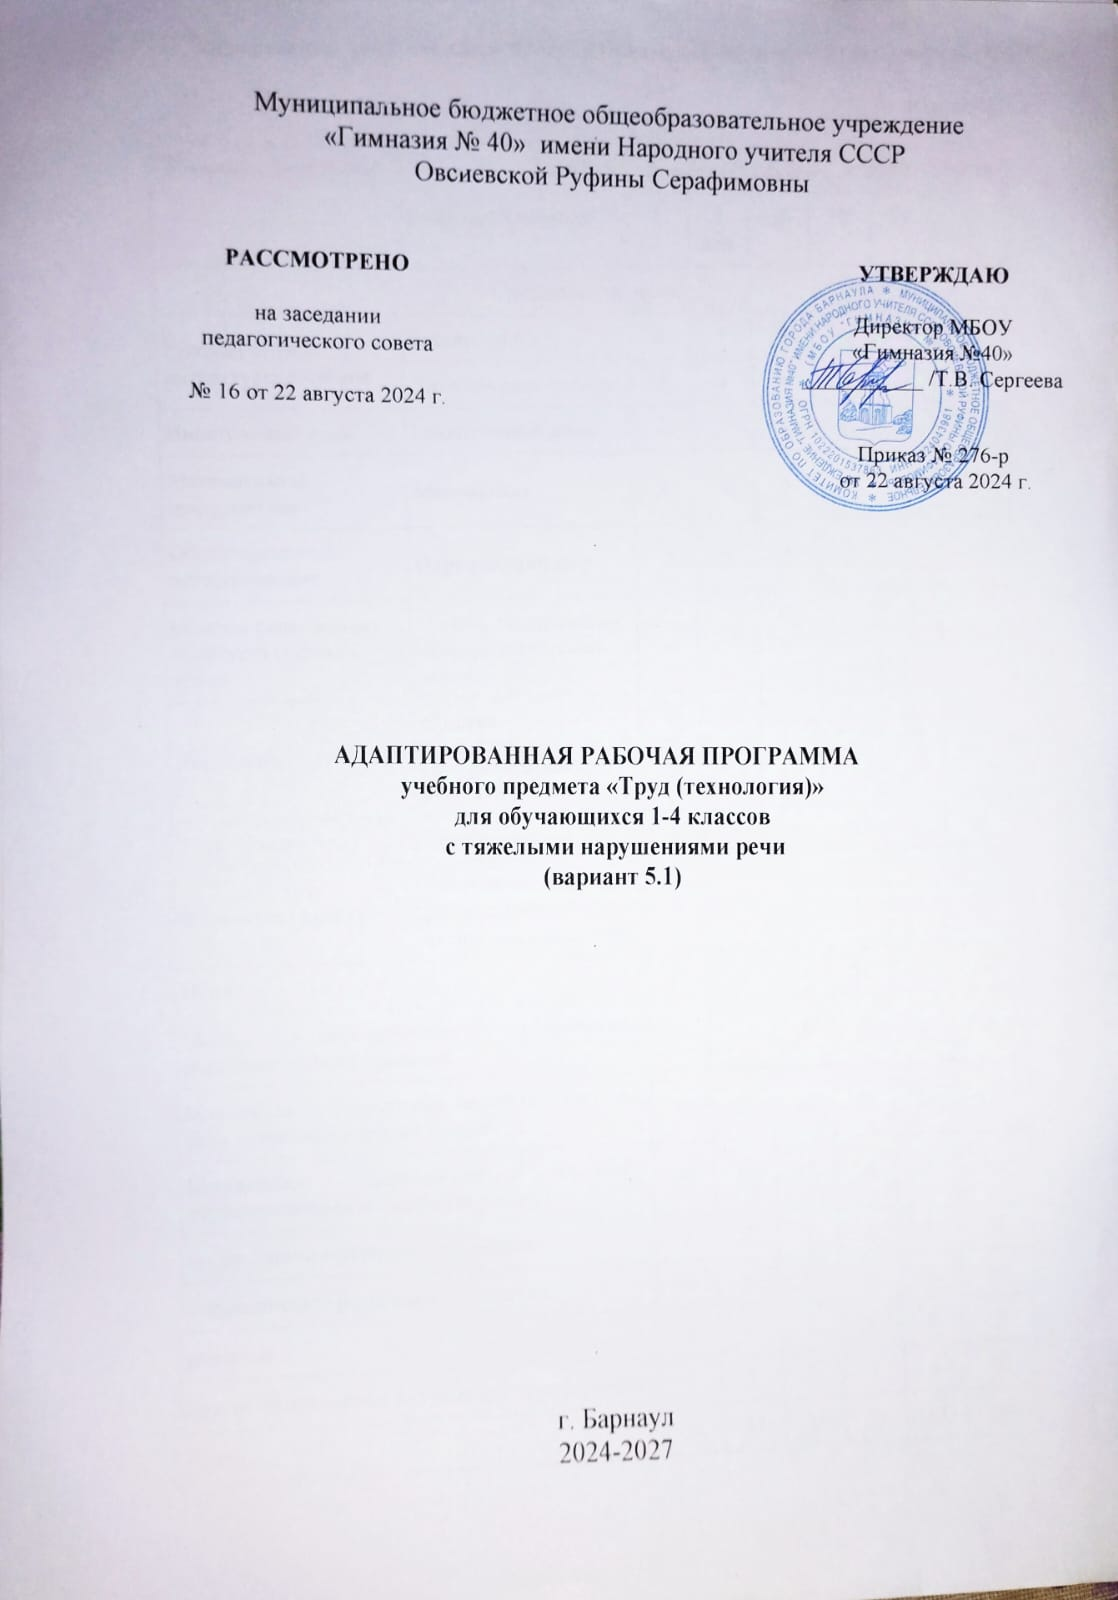 Муниципальное бюджетное общеобразовательное учреждение
«Гимназия № 40» имени Народного учителя СССР
Овсиевской Руфины Серафимовны
РАССМОТРЕНО
на заседании
педагогического совета
№ 16 от 22 августа 2024 г.
УТВЕРЖДАЮ
Директор МБОУ
«Гимназия №40»
/Т.В. Сергеева
Приказ № 276-р
от 22 августа 2024 г.
АДАПТИРОВАННАЯ РАБОЧАЯ ПРОГРАММА
учебного предмета «Труд (технология)»
для обучающихся 1-4 классов
с тяжелыми нарушениями речи
(вариант 5.1)
г. Барнаул
2024-2027